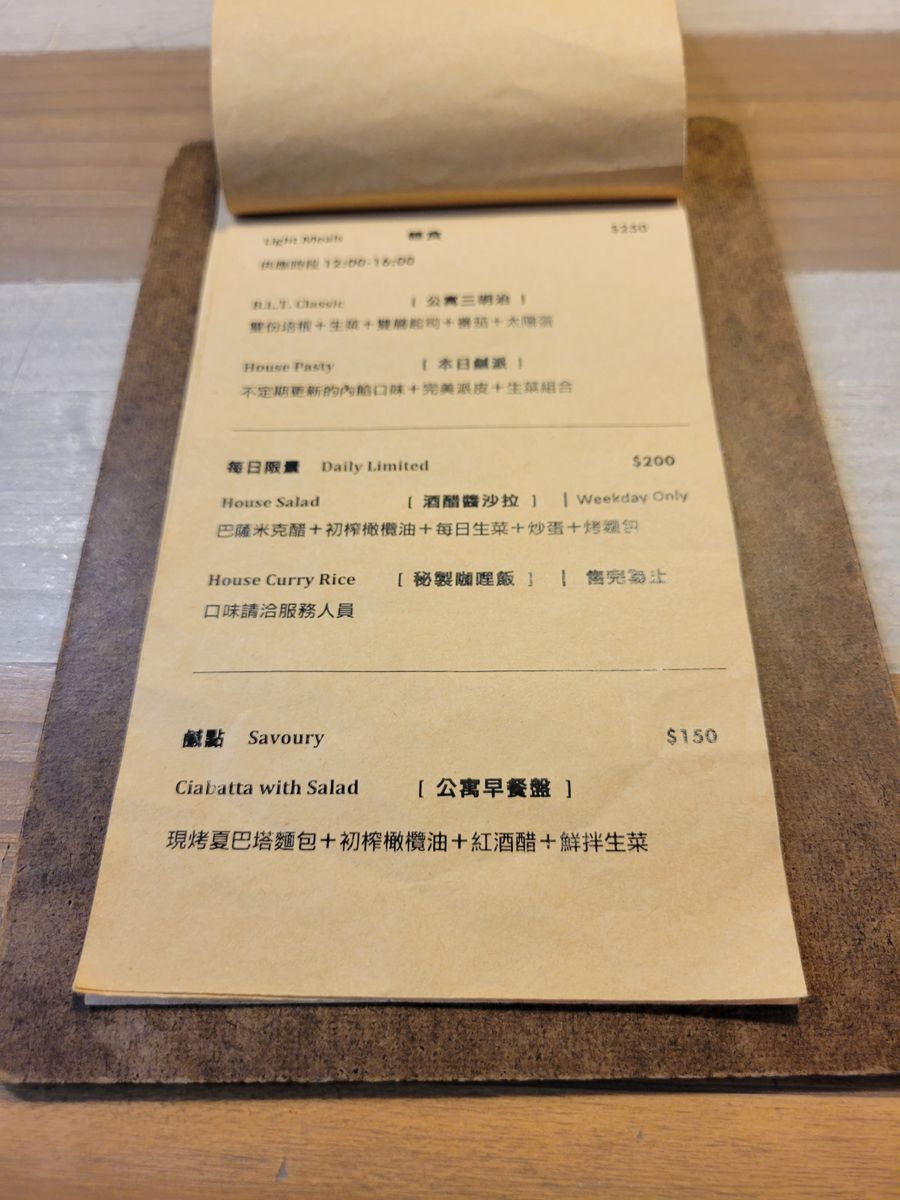 Light Meals 輕食 $230
供應時段 12:00-16:00
B.L.T. Classic [ 公寓三明治 ]
雙份培根＋生菜＋雙層起司＋番茄＋太陽蛋
House Pasty [ 本日鹹派 ]
不定期更新的內餡口味＋完美派皮＋生菜組合
每日限量 Daily Limited $200
House Salad [ 酒醋醬沙拉 ] | Weekday Only
巴薩米克醋＋初榨橄欖油＋每日生菜＋炒蛋＋烤麵包
House Curry Rice [ 秘製咖哩飯 ] | 售完為止
口味請洽服務人員
鹹點 Savoury $150
Ciabatta with Salad [ 公寓早餐盤 ]
現烤夏巴塔麵包＋初榨橄欖油＋紅酒醋＋鮮拌生菜